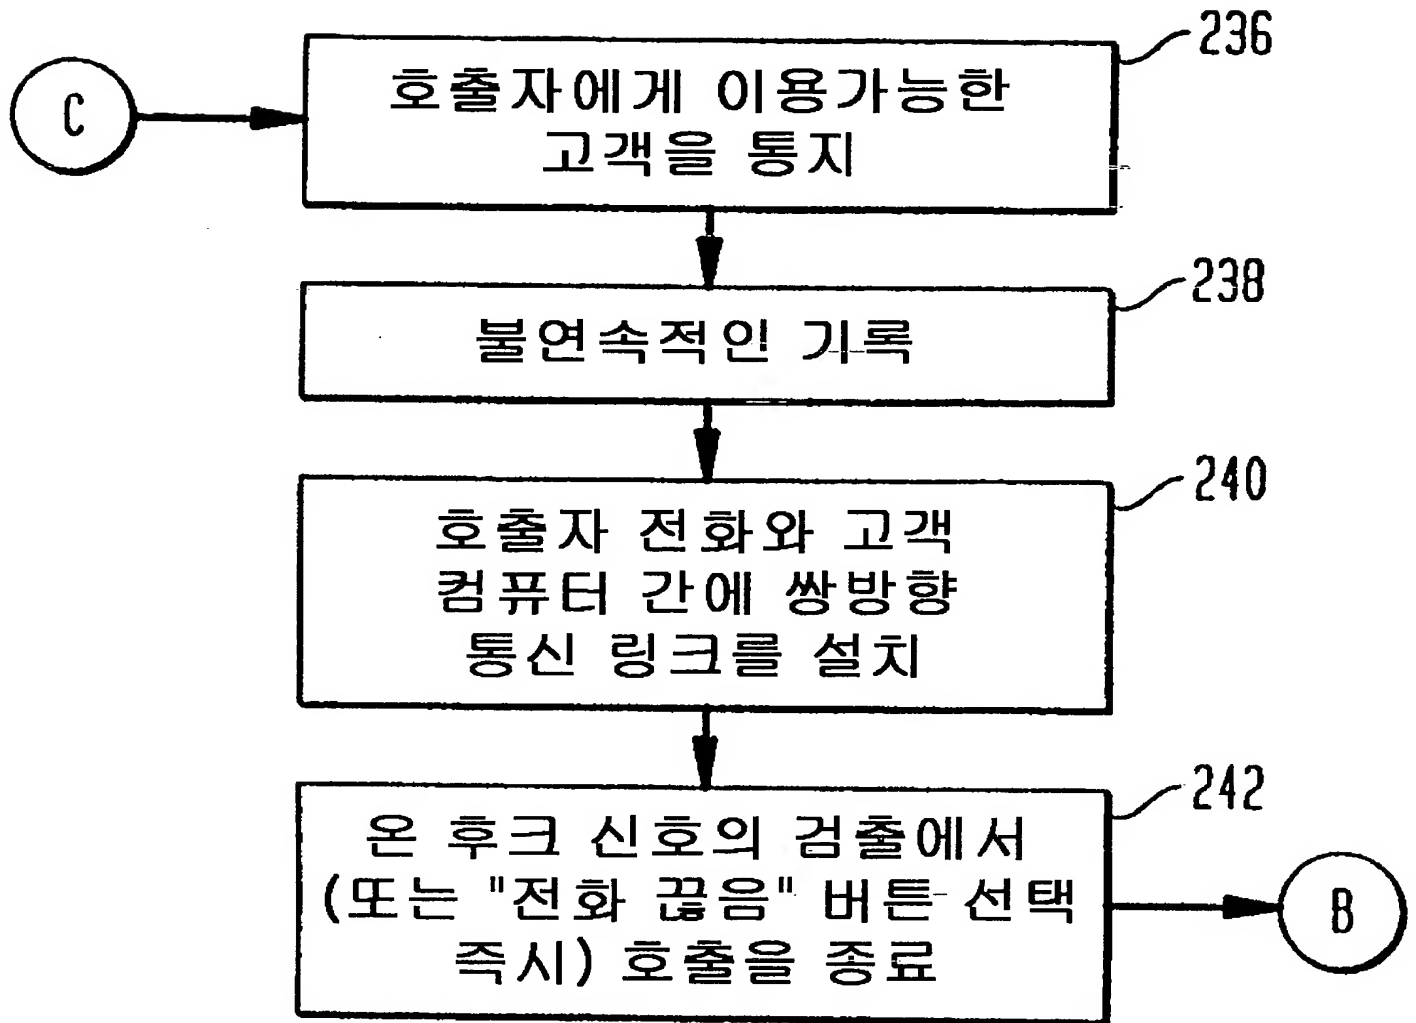 236
C
호출자에게 이용가능한
고객을 통지
238
불연속적인 기록
240
호출자 전화와 고객
컴퓨터 간에 쌍방향
통신 링크를 설치
242
온 후크 신호의 검출에서
(또는 "전화 끊음" 버튼 선택
즉시) 호출을 종료
B